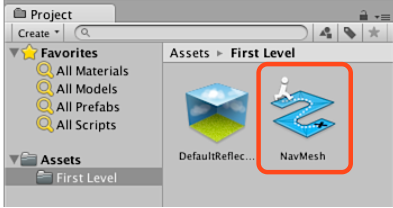 Project
Create
Favorites
All Materials
All Models
All Prefabs
All Scripts
Assets
First Level
Assets ▸ First Level
DefaultReflec...
NavMesh